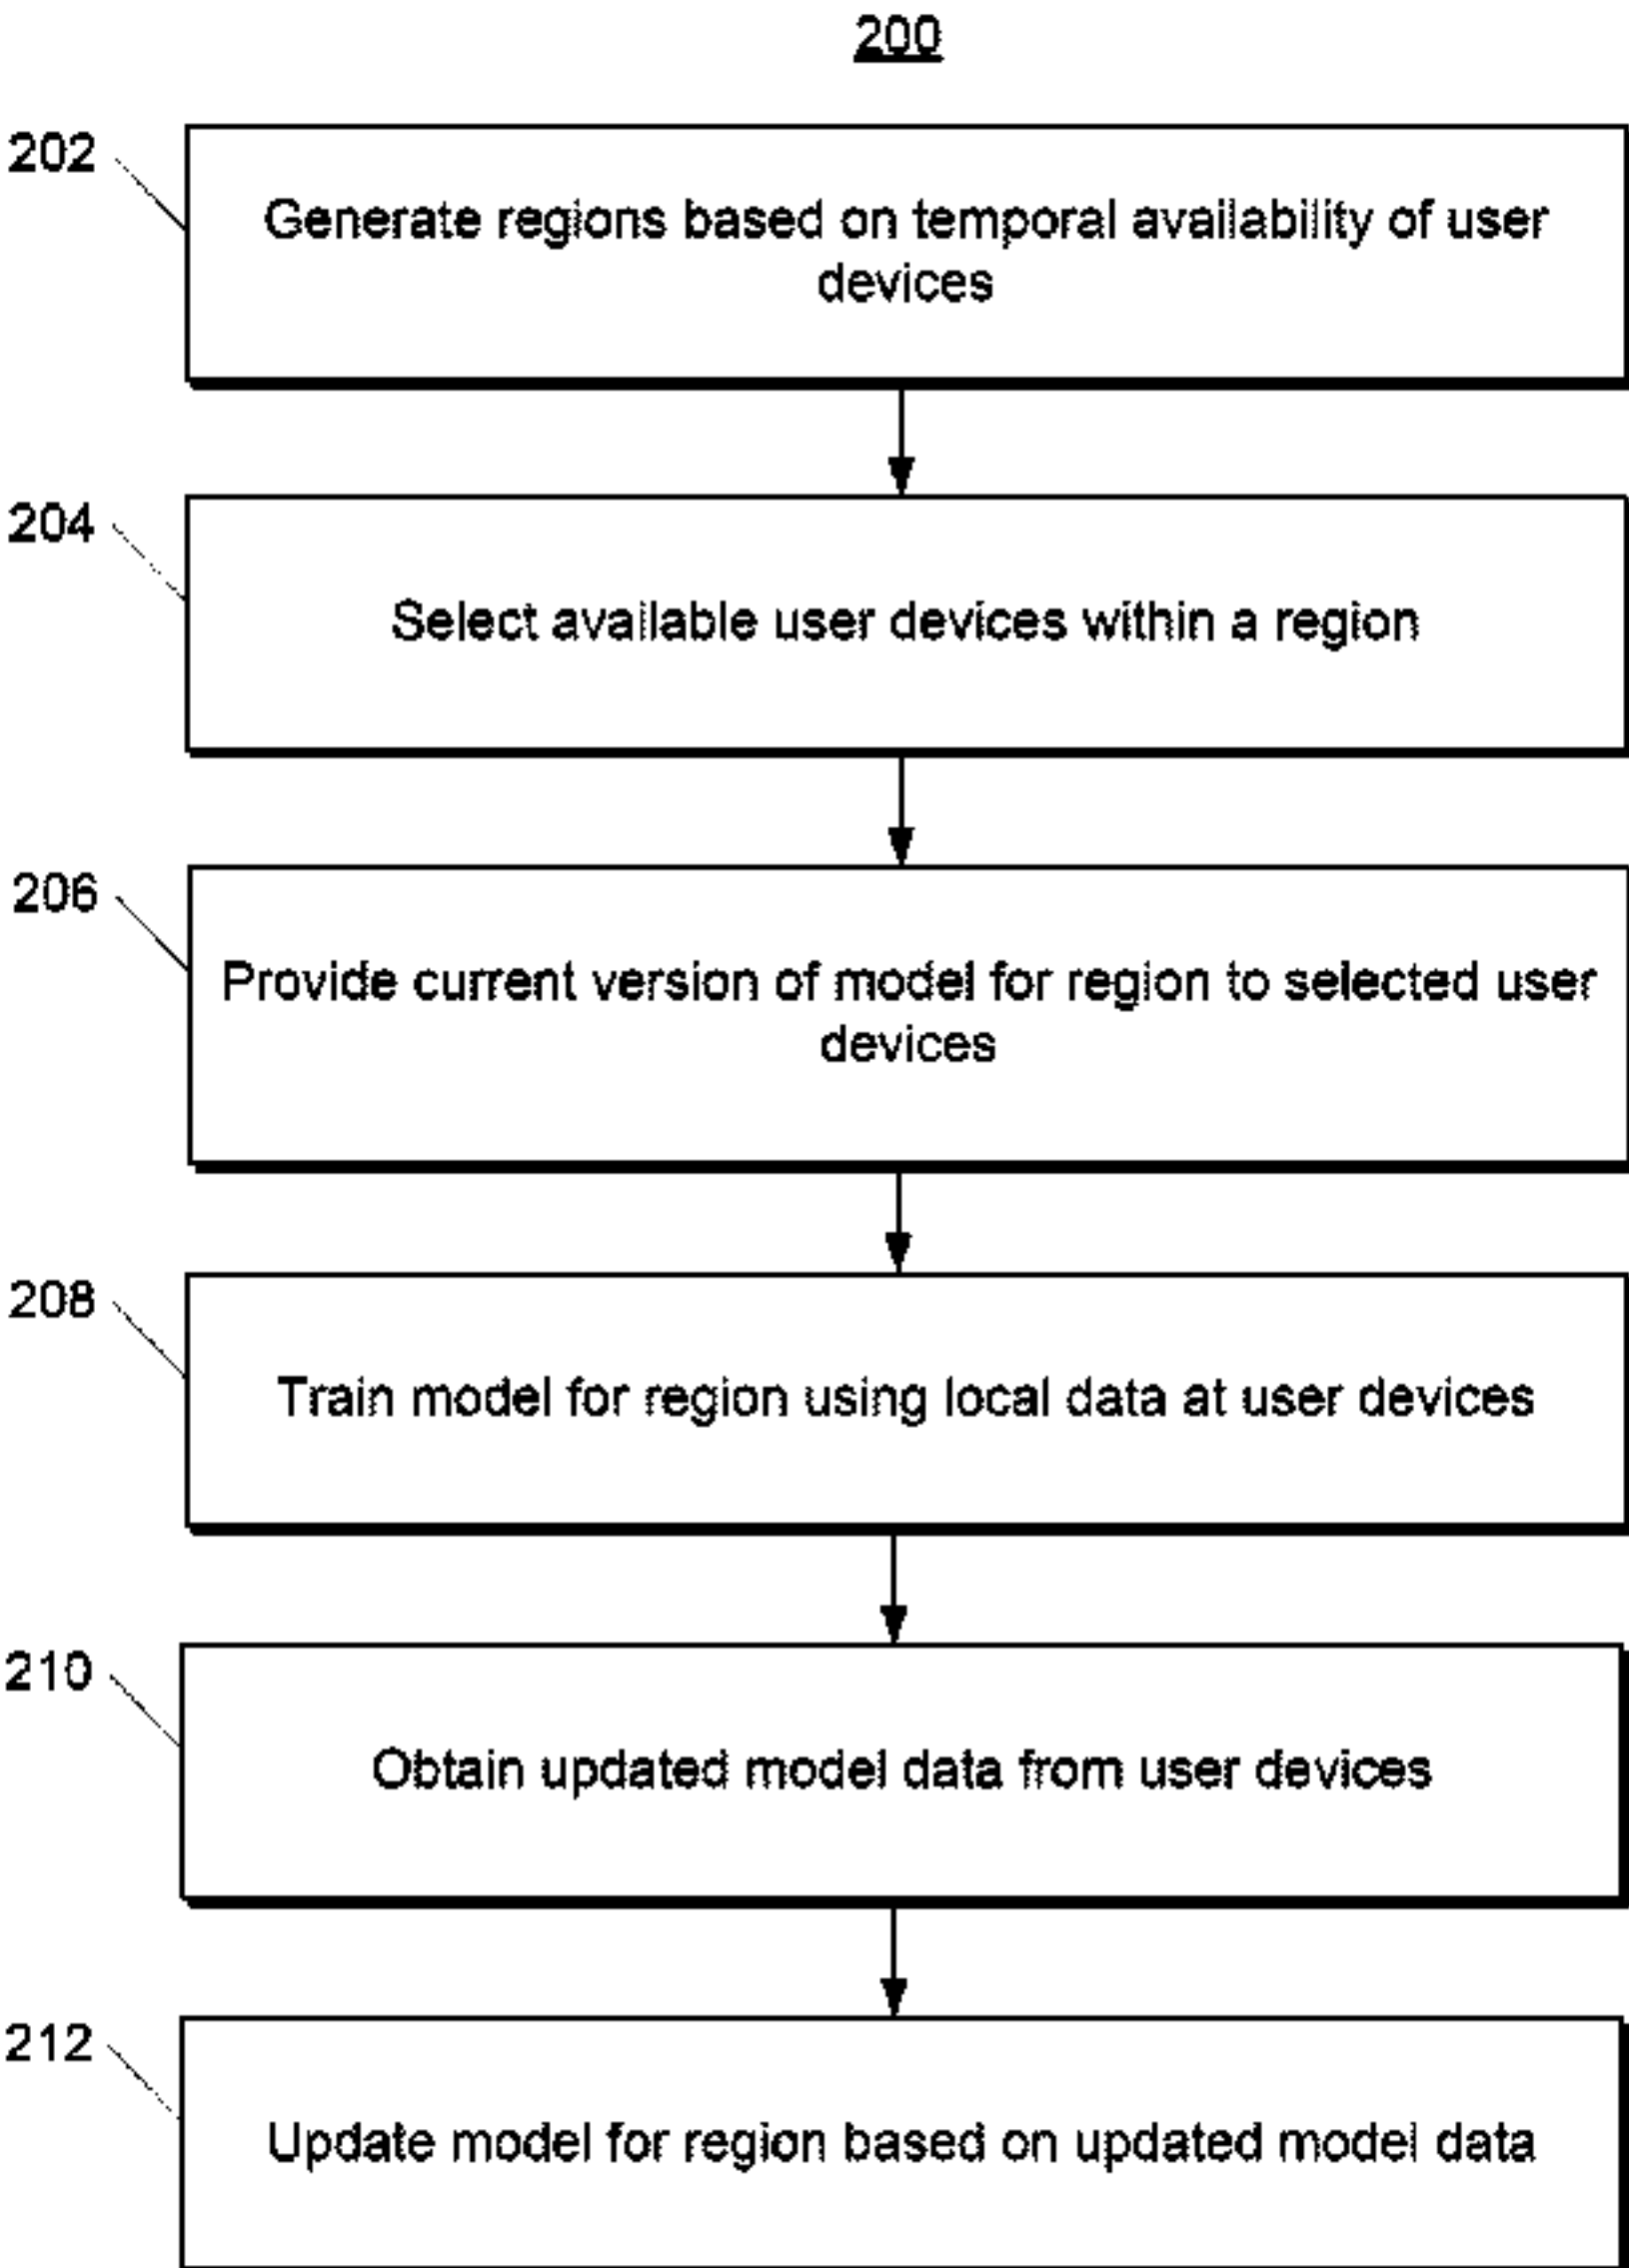 200
202
Generate regions based on temporal availability of user
devices
204
Select available user devices within a region
206
Provide current version of model for region to selected user
devices
208
Train model for region using local data at user devices
210
Obtain updated model data from user devices
212
Update model for region based on updated model data